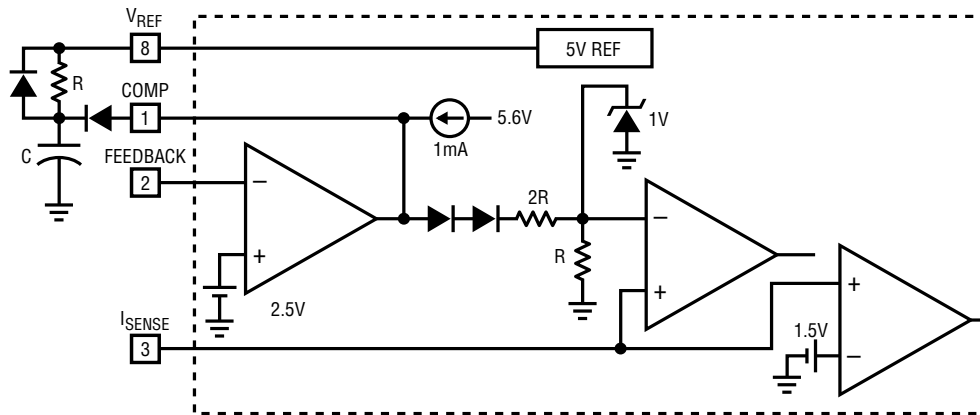 VREF
8
5V REF
R
COMP
1
5.6V
1mA
1V
C
FEEDBACK
2
−
+
2.5V
2R
R
−
+
ISENSE
3
1.5V
+
−